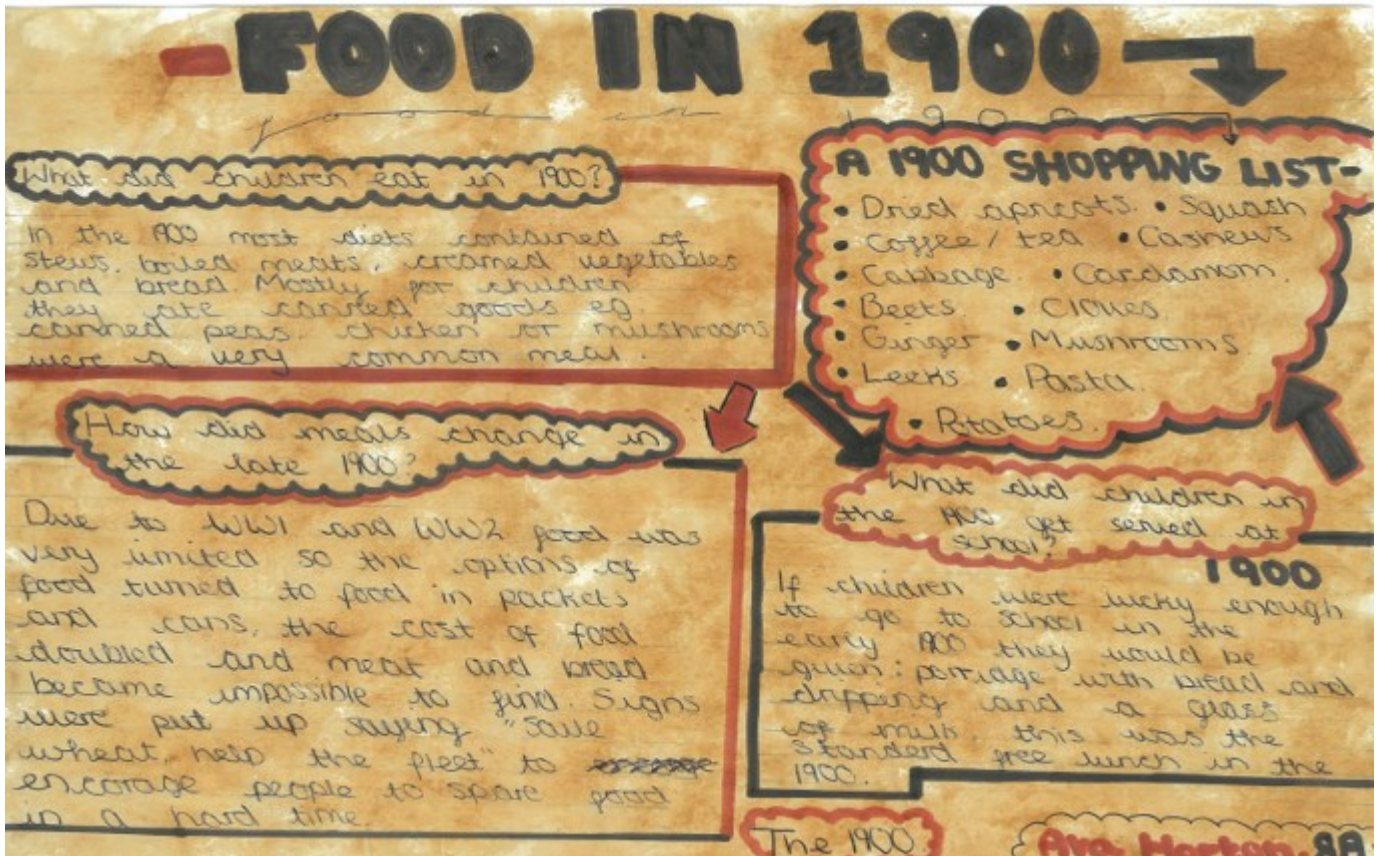 -FOOD IN 1900
food in 1900
What did children eat in 1900?
In the 1900 most diets contained of
stews, boiled meats, creamed vegetables
and bread. Mostly for children
they ate canned goods eg.
canned peas, chicken or mushrooms
were a very common meal.
A 1900 SHOPPING LIST-
• Dried apricots. • Squash
• Coffee / tea • Cashews
• Cabbage • Cardamom.
• Beets. • Cloves.
• Ginger • Mushrooms.
• Leeks • Pasta.
• Potatoes.
How did meals change in
the late 1900?
Due to WW1 and WW2 food was
very limited so the options of
food turned to food in packets
and cans, the cost of food
doubled and meat and bread
became impossible to find. Signs
were put up saying "Save
wheat, help the fleet" to
encorage people to spare food
in a hard time.
What did children in
the 1900 get served at
school?
1900
If children were lucky enough
to go to school in the
early 1900 they would be
given: porridge with bread and
dripping and a glass
of milk, this was the
standerd free lunch in the
1900.
The 1900
Ava Horton 8A